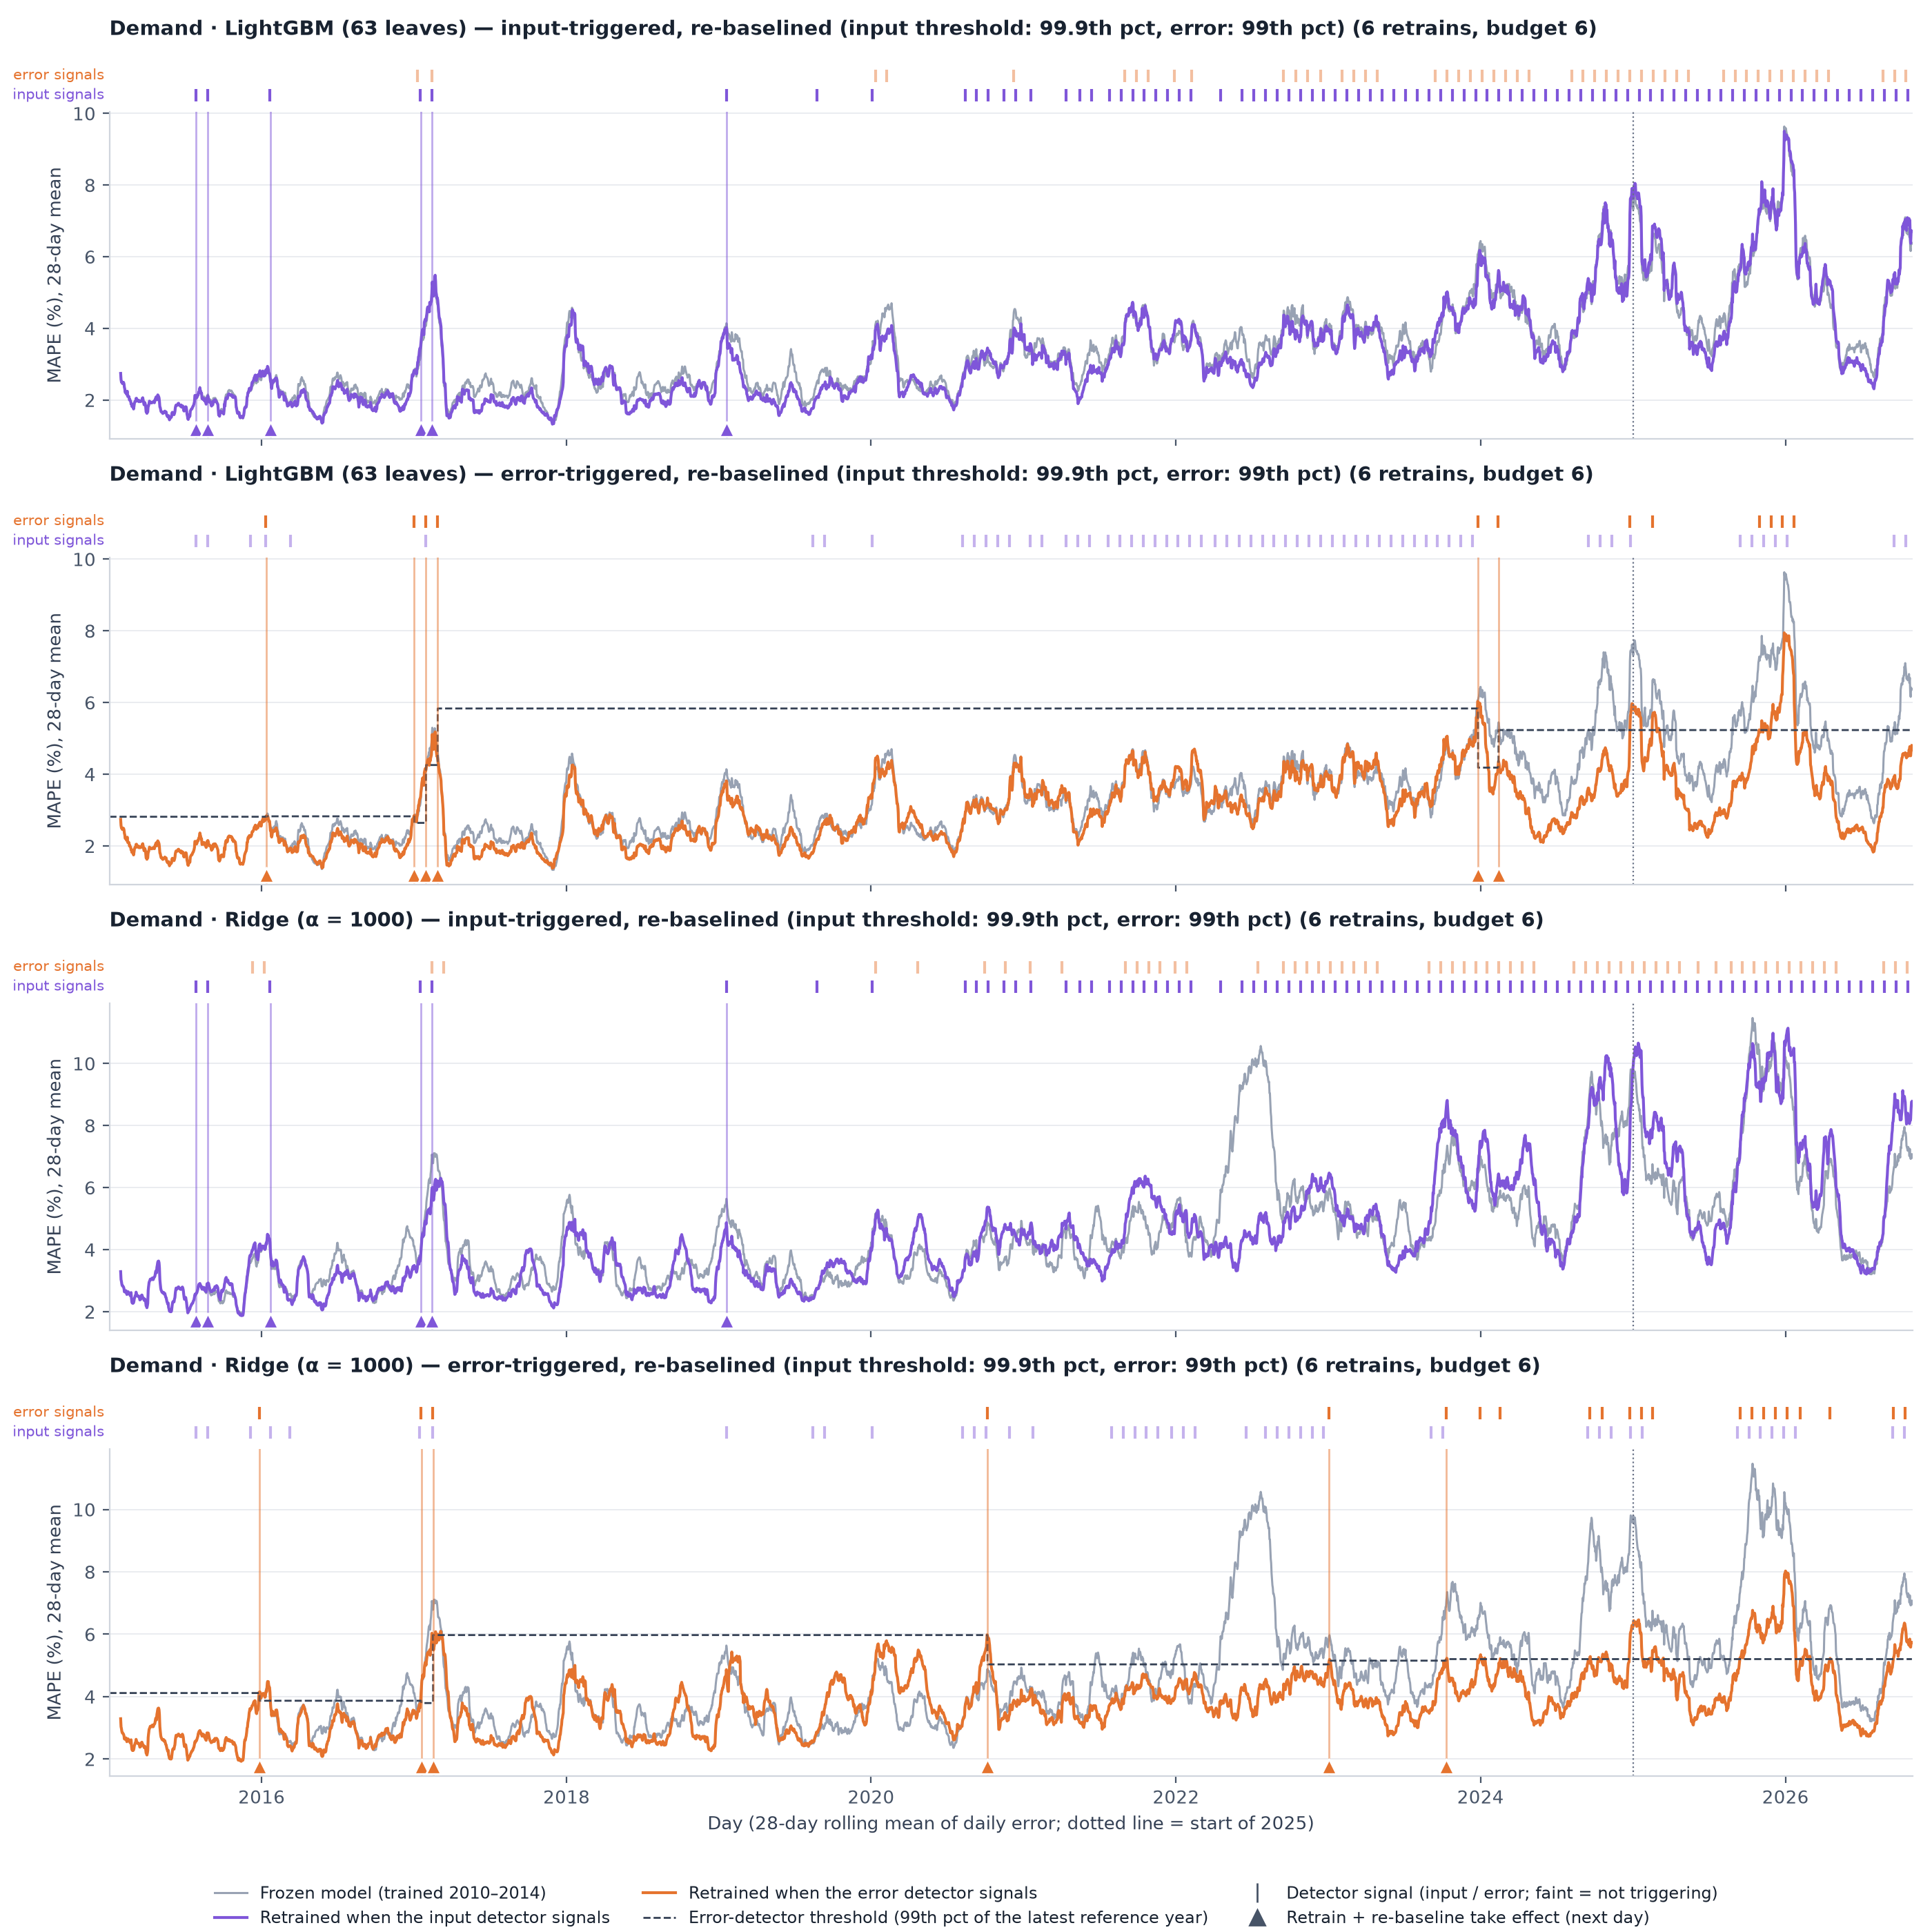 Demand · LightGBM (63 leaves) — input-triggered, re-baselined (input threshold: 99.9th pct, error: 99th pct) (6 retrains, budget 6)
error signals
input signals
10
8
6
4
2
MAPE (%), 28-day mean
Demand · LightGBM (63 leaves) — error-triggered, re-baselined (input threshold: 99.9th pct, error: 99th pct) (6 retrains, budget 6)
error signals
input signals
10
8
6
4
2
MAPE (%), 28-day mean
Demand · Ridge (α = 1000) — input-triggered, re-baselined (input threshold: 99.9th pct, error: 99th pct) (6 retrains, budget 6)
error signals
input signals
10
8
6
4
2
MAPE (%), 28-day mean
Demand · Ridge (α = 1000) — error-triggered, re-baselined (input threshold: 99.9th pct, error: 99th pct) (6 retrains, budget 6)
error signals
input signals
10
8
6
4
2
MAPE (%), 28-day mean
2016 2018 2020 2022 2024 2026
Day (28-day rolling mean of daily error; dotted line = start of 2025)
Frozen model (trained 2010–2014)
Retrained when the input detector signals
Retrained when the error detector signals
Error-detector threshold (99th pct of the latest reference year)
Detector signal (input / error; faint = not triggering)
Retrain + re-baseline take effect (next day)